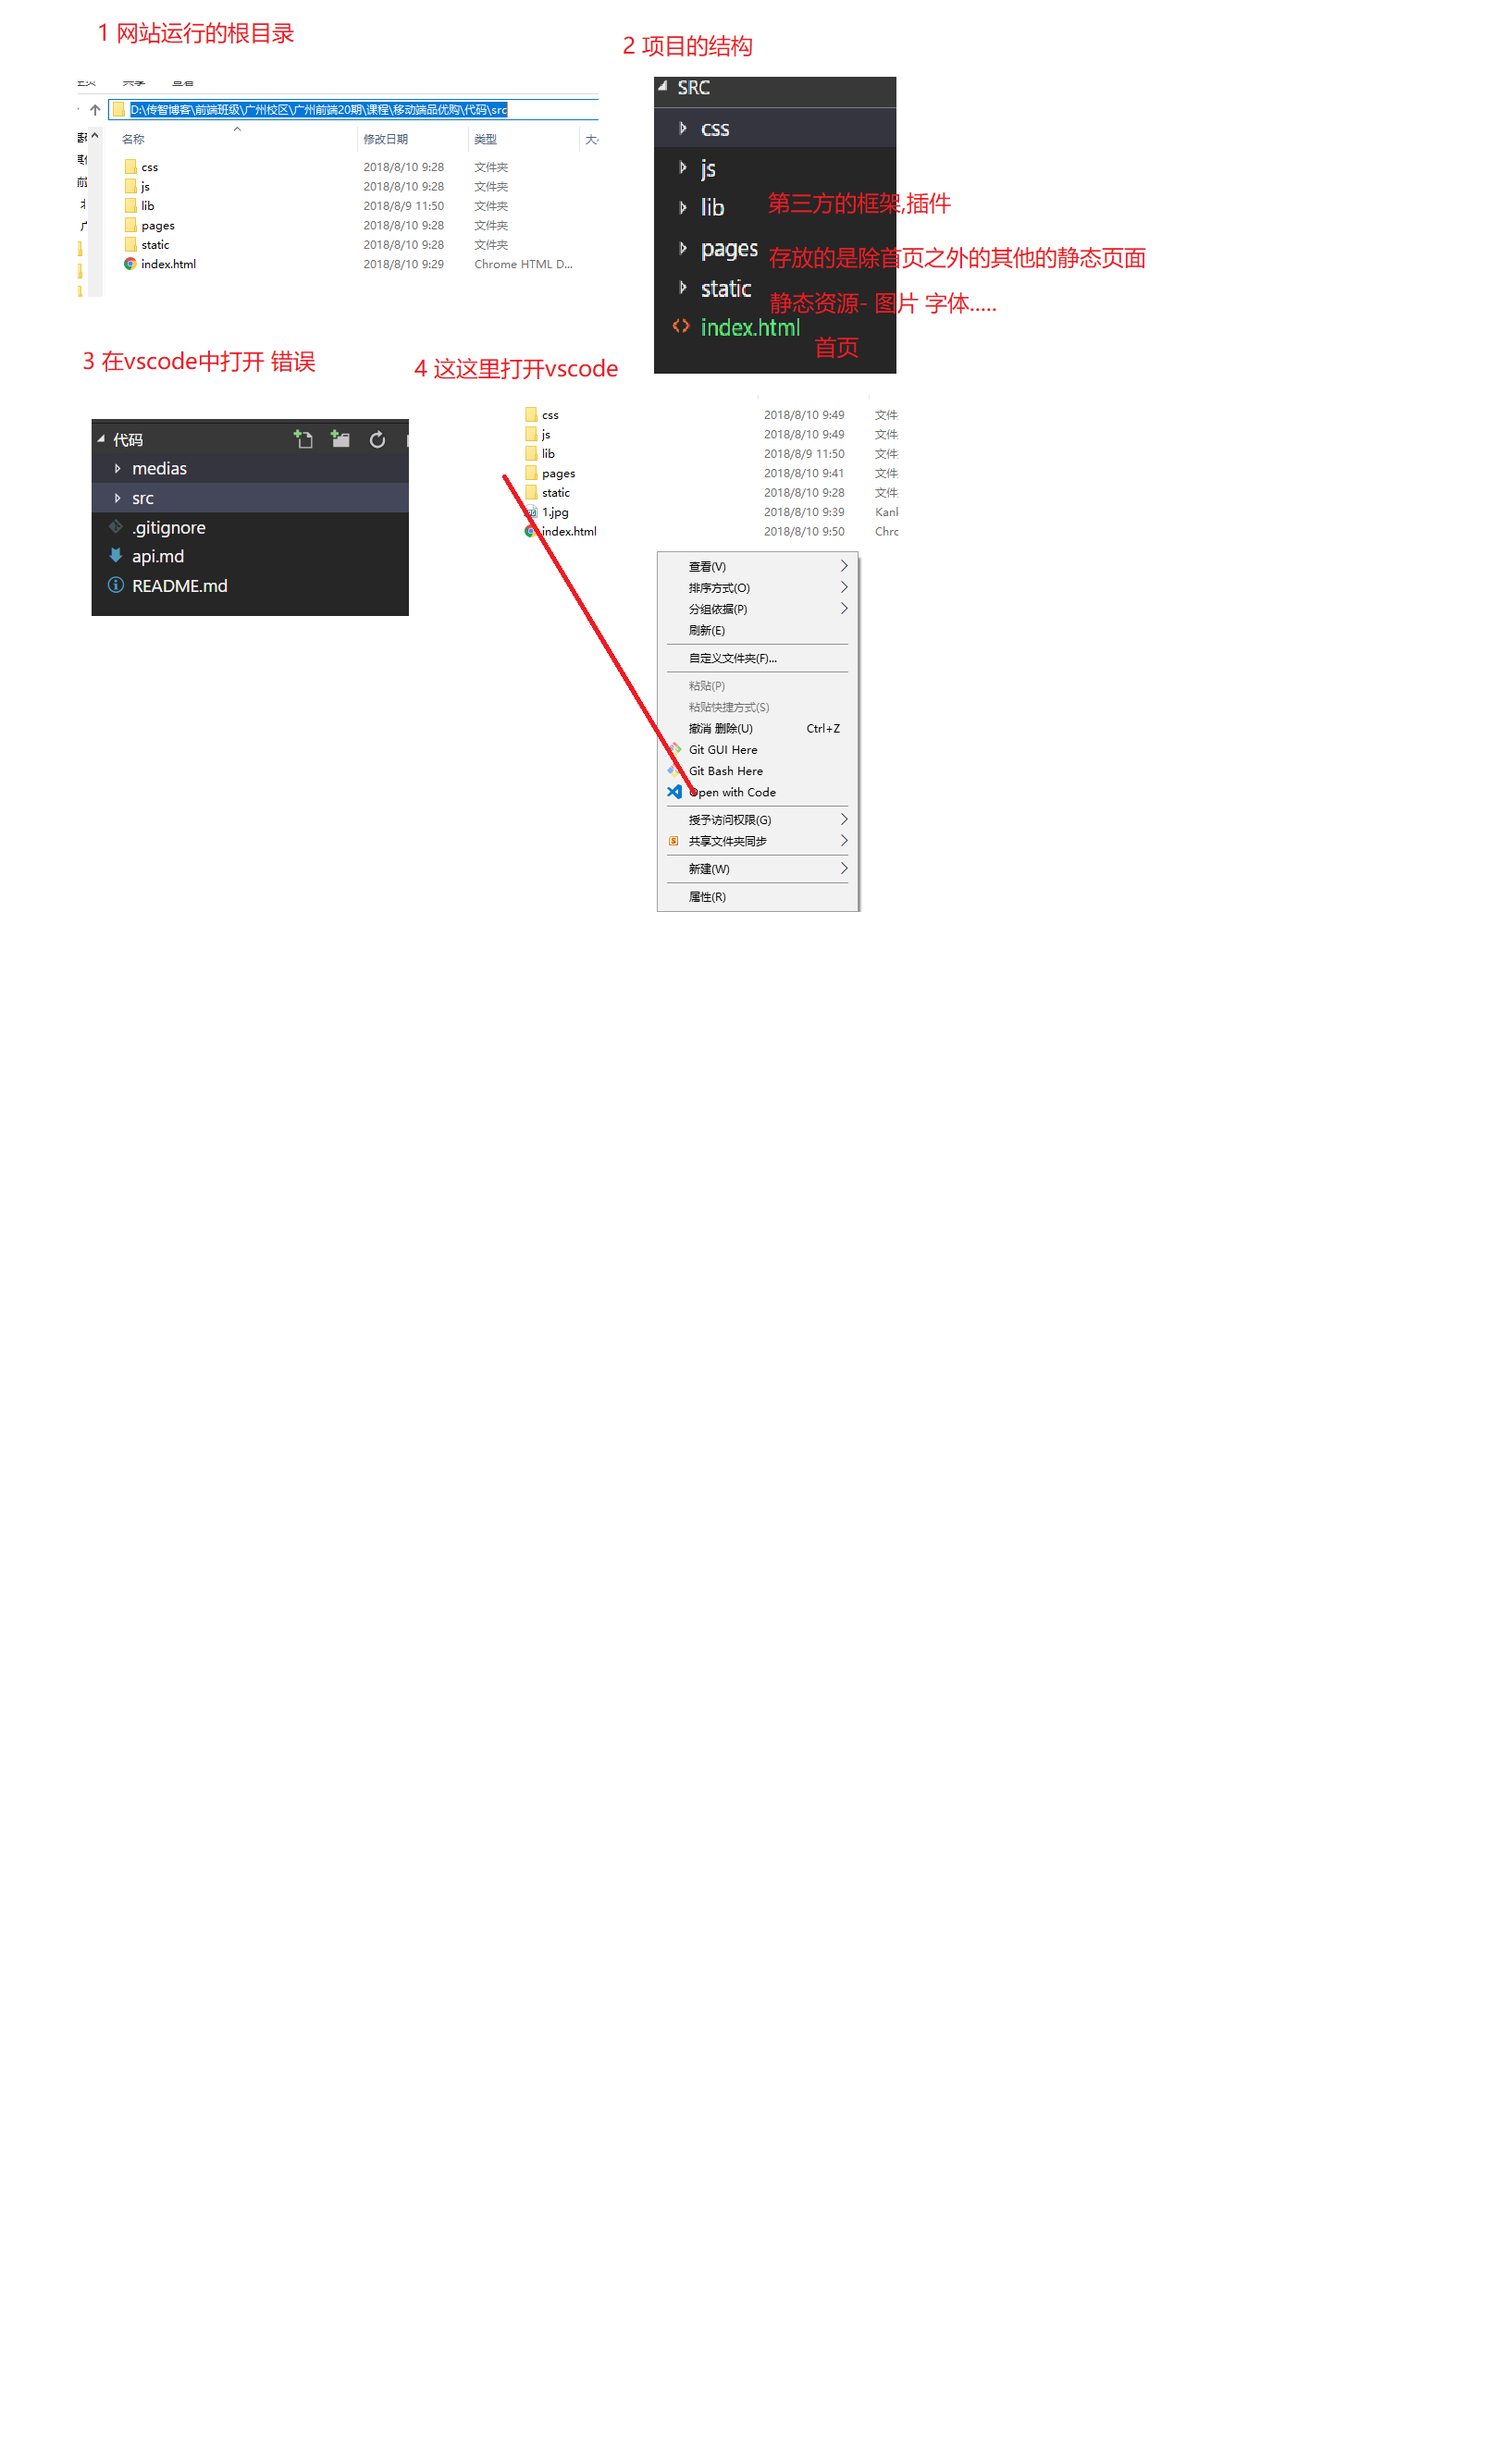 1 网站运行的根目录
共享
查看
D:\传智博客\前端班级\广州校区\广州前端20期\课程\移动端品优购\代码\src
名称 修改日期 类型
css 2018/8/10 9:28 文件夹
js 2018/8/10 9:28 文件夹
lib 2018/8/9 11:50 文件夹
pages 2018/8/10 9:28 文件夹
static 2018/8/10 9:28 文件夹
index.html 2018/8/10 9:29 Chrome HTML D...
2 项目的结构
SRC
css
js
lib 第三方的框架,插件
pages 存放的是除首页之外的其他的静态页面
static 静态资源- 图片 字体.....
index.html
首页
3 在vscode中打开 错误
代码
medias
src
.gitignore
api.md
README.md
4 这这里打开vscode
css 2018/8/10 9:49 文件
js 2018/8/10 9:49 文件
lib 2018/8/9 11:50 文件
pages 2018/8/10 9:41 文件
static 2018/8/10 9:28 文件
1.jpg 2018/8/10 9:39
index.html 2018/8/10 9:50 Chrc
查看(V)
排序方式(O)
分组依据(P)
刷新(E)
自定义文件夹(F)...
粘贴(P)
粘贴快捷方式(S)
撤消 删除(U) Ctrl+Z
Git GUI Here
Git Bash Here
Open with Code
授予访问权限(G)
共享文件夹同步
新建(W)
属性(R)